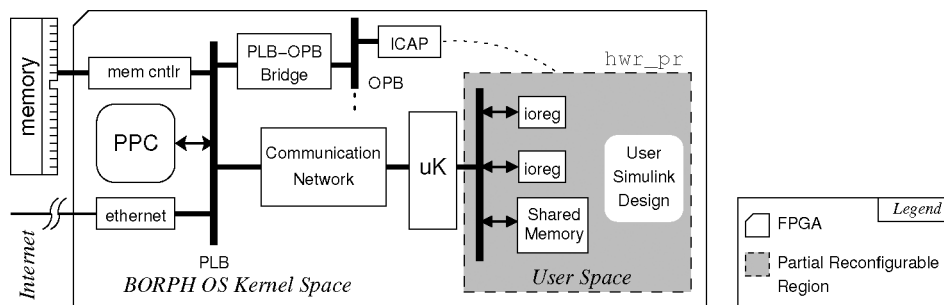 memory
mem cntlr
PPC
ethernet
Internet
PLB
PLB-OPB
Bridge
OPB
ICAP
Communication
Network
uK
BORPH OS Kernel Space
hwr_pr
ioreg
ioreg
Shared
Memory
User
Simulink
Design
User Space
Legend
FPGA
Partial Reconfigurable
Region